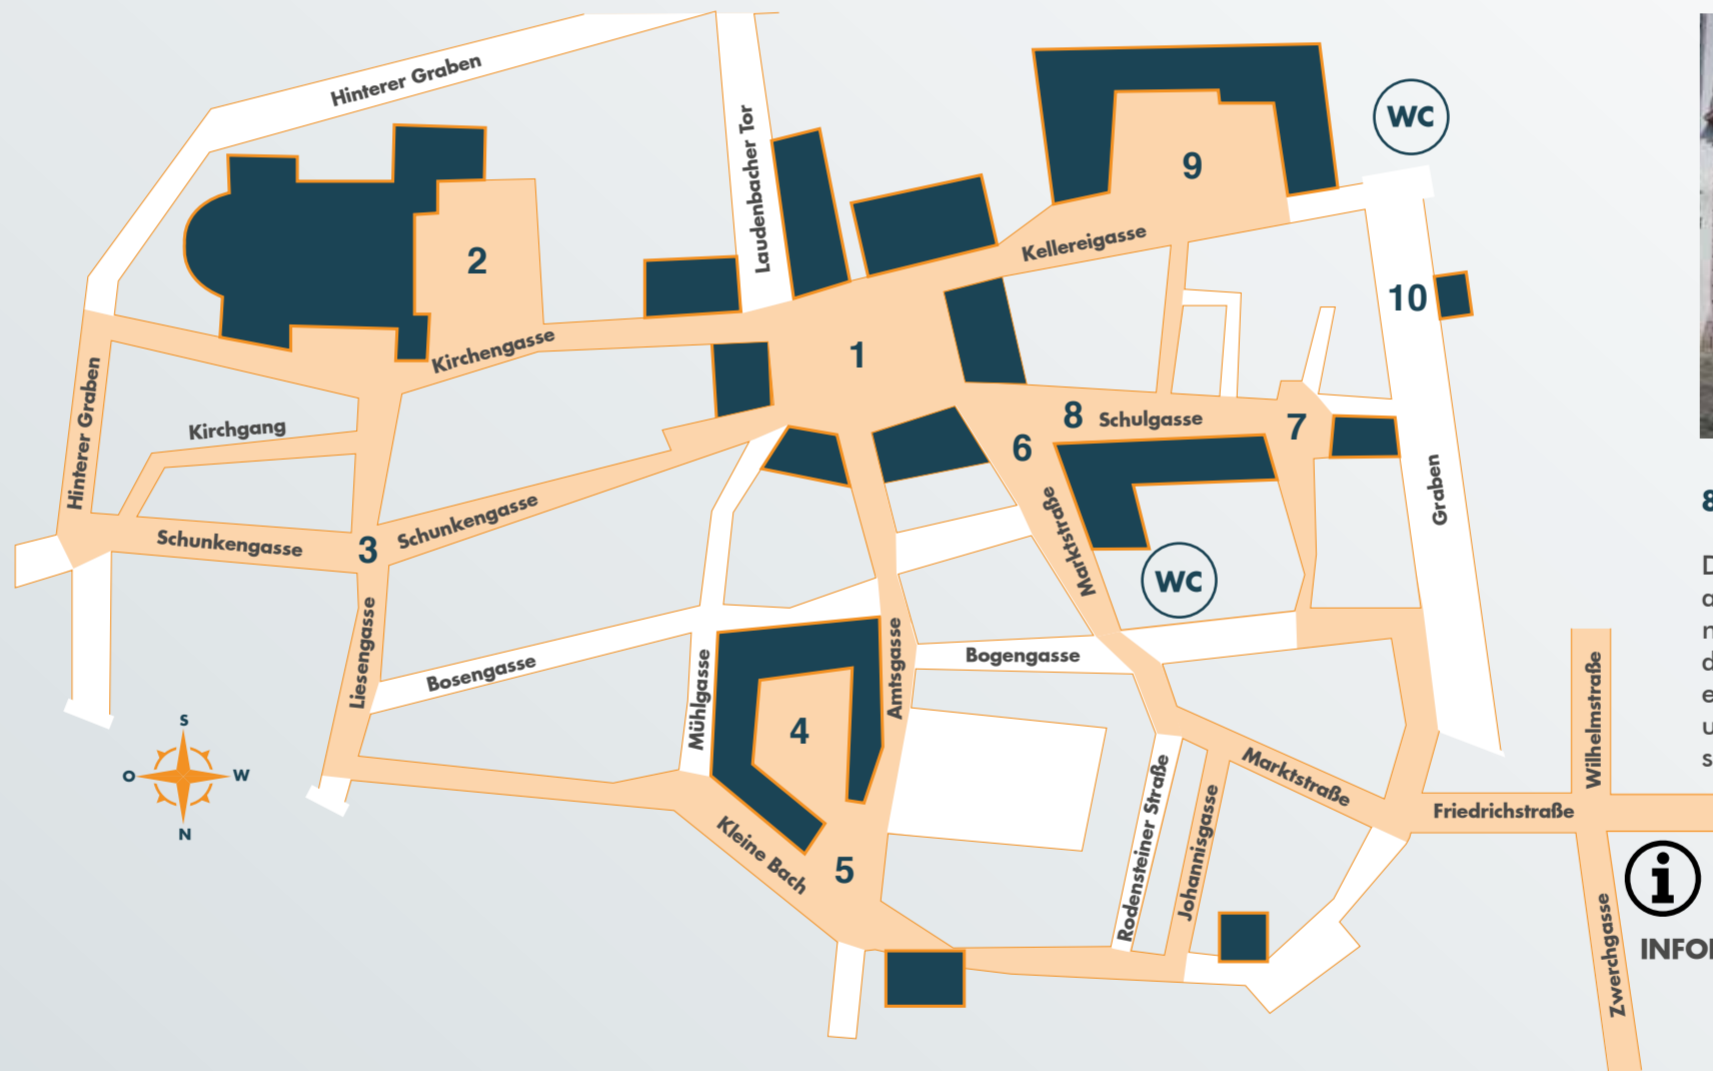 Hinterer Graben
Laudenbacher Tor
WC
9
2
Kellereigasse
10
Kirchengasse
1
Hinterer Graben
Kirchgang
8
Schulgasse
7
6
Graben
Schunkengasse
Schunkengasse
3
Marktstraße
WC
8
D
a
n
d
e
u
s
Liesengasse
Bosengasse
Mühlgasse
Amtsgasse
Bogengasse
4
S
O
W
N
Marktstraße
Wilhelmstraße
Friedrichstraße
Rodensteiner Straße
Johannisgasse
Kleine Bach
5
i
INFO
Zwerchgasse